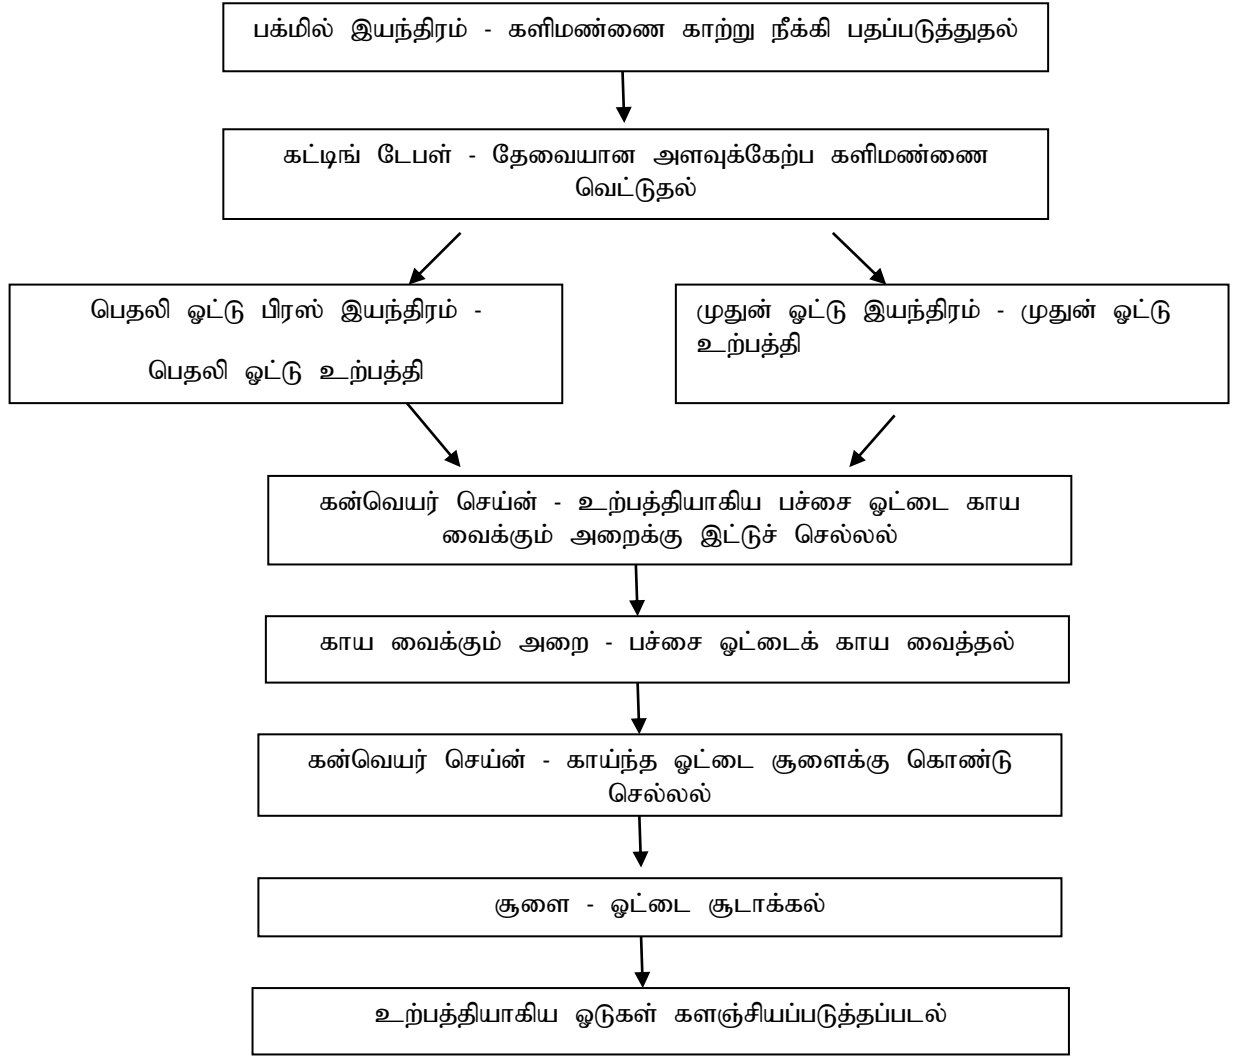 பக்மில் இயந்திரம் - களிமண்ணை காற்று நீக்கி பதப்படுத்துதல்
கட்டிங் டேபள் - தேவையான அளவுக்கேற்ப களிமண்ணை
வெட்டுதல்
பெதலி ஓட்டு பிரஸ் இயந்திரம் -
பெதலி ஓட்டு உற்பத்தி
முதுன் ஓட்டு இயந்திரம் - முதுன் ஓட்டு
உற்பத்தி
கன்வெயர் செய்ன் - உற்பத்தியாகிய பச்சை ஓட்டை காய
வைக்கும் அறைக்கு இட்டுச் செல்லல்
காய வைக்கும் அறை - பச்சை ஓட்டைக் காய வைத்தல்
கன்வெயர் செய்ன் - காய்ந்த ஓட்டை சூளைக்கு கொண்டு
செல்லல்
சூளை - ஓட்டை சூடாக்கல்
உற்பத்தியாகிய ஓடுகள் களஞ்சியப்படுத்தப்படல்